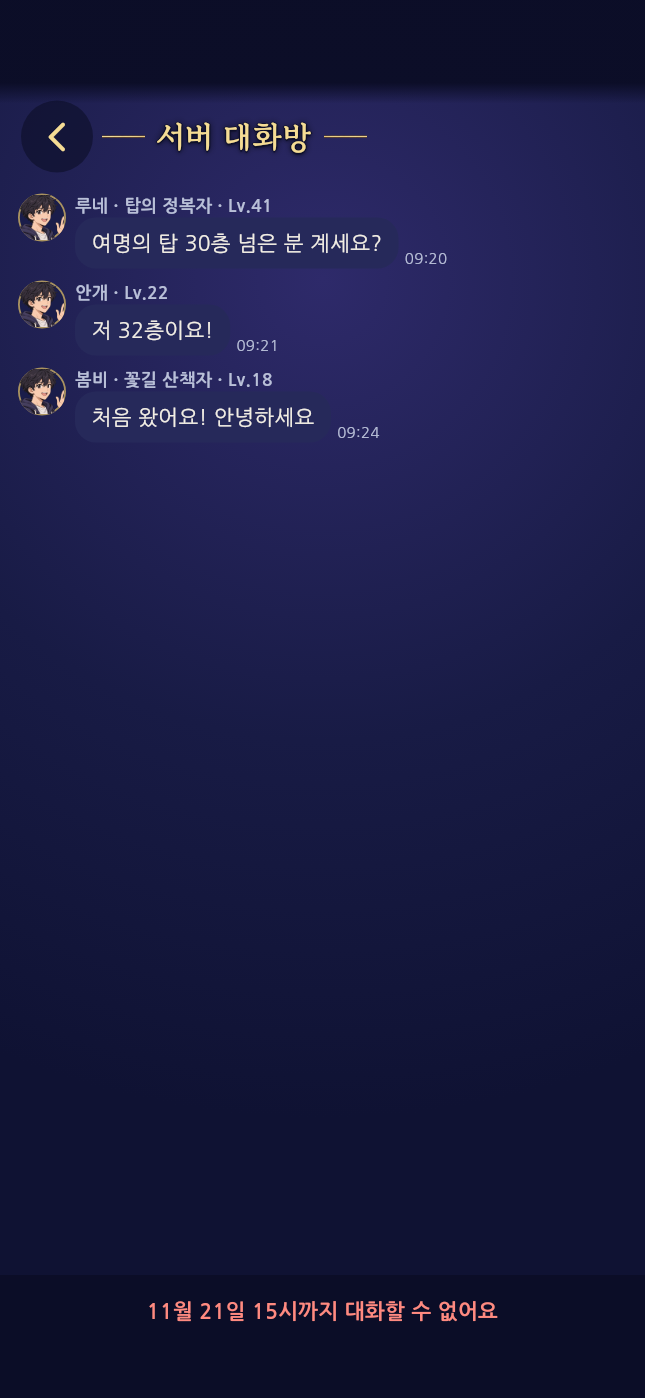 서버 대화방
루네 · 탑의 정복자 · Lv.41
여명의 탑 30층 넘은 분 계세요?
09:20
안개 · Lv.22
저 32층이요!
09:21
봄비 · 꽃길 산책자 · Lv.18
처음 왔어요! 안녕하세요
09:24
11월 21일 15시까지 대화할 수 없어요